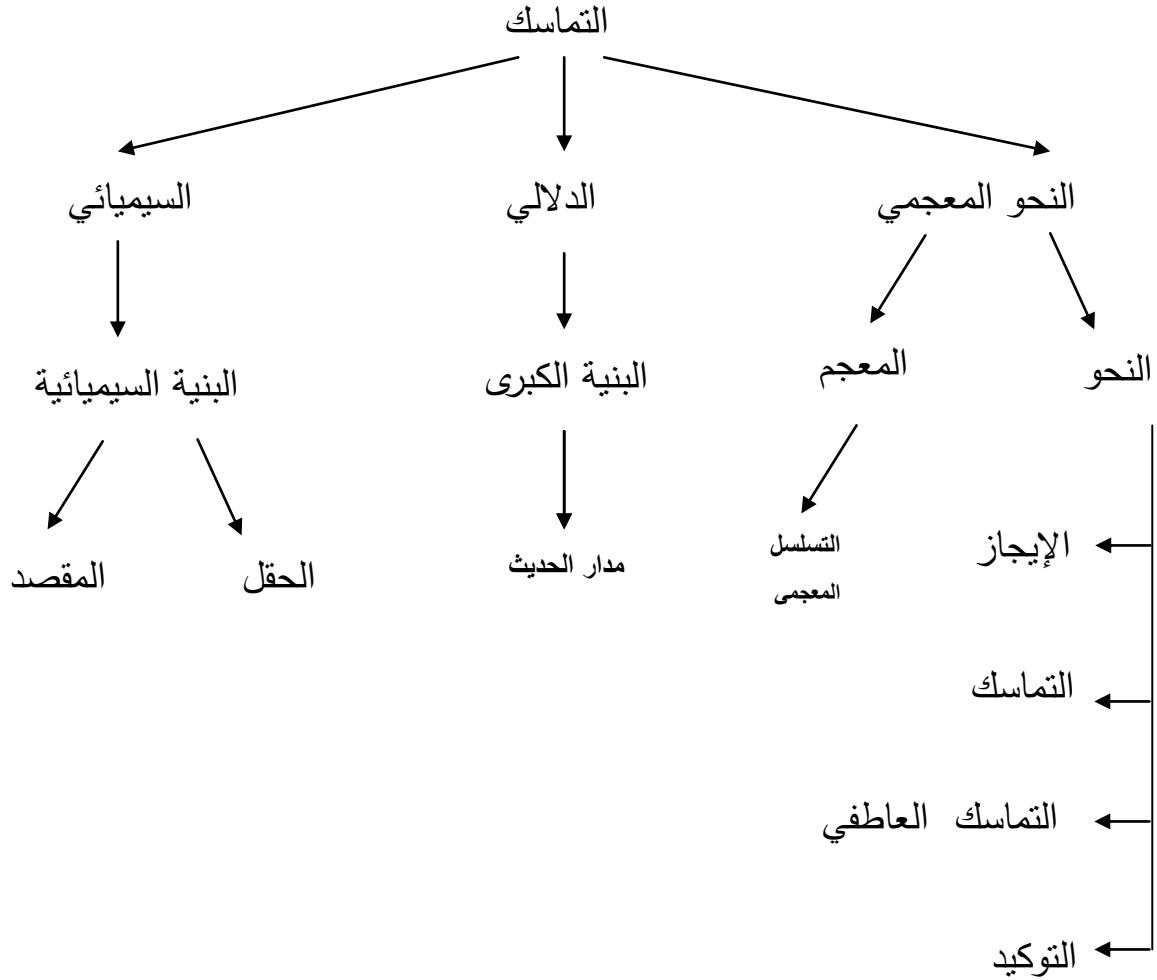 التماسك
النحو المعجمي
الدلالي
السيميائي
النحو
المعجم
البنية الكبرى
البنية السيميائية
الإيجاز
التسلسل
المعجمى
مدار الحديث
الحقل
المقصد
التماسك
التماسك العاطفي
التوكيد